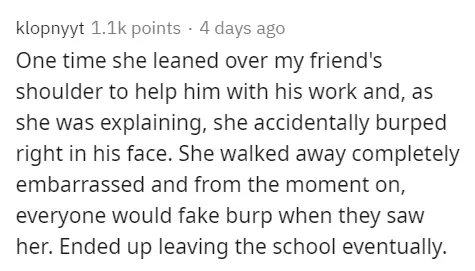 klopnyyt 1.1k points · 4 days ago
One time she leaned over my friend's
shoulder to help him with his work and, as
she was explaining, she accidentally burped
right in his face. She walked away completely
embarrassed and from the moment on,
everyone would fake burp when they saw
her. Ended up leaving the school eventually.